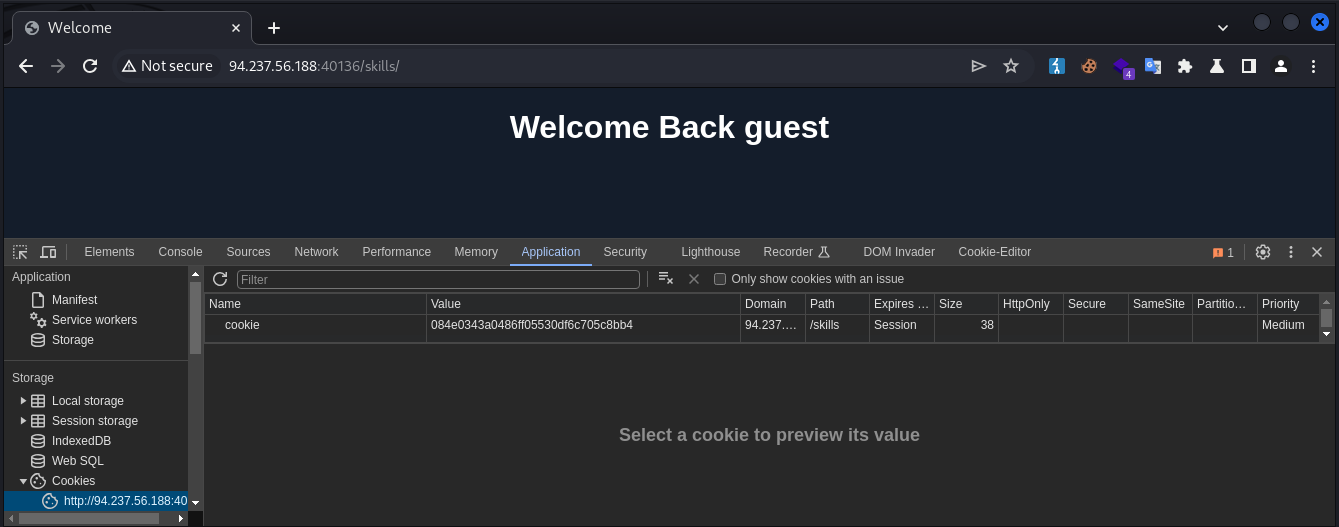 Welcome
Not secure 94.237.56.188:40136/skills/
4
Welcome Back guest
Elements Console Sources Network Performance Memory Application Security Lighthouse Recorder DOM Invader Cookie-Editor 1
Application
Manifest
Service workers
Storage
Storage
Local storage
Session storage
IndexedDB
Web SQL
Cookies
http://94.237.56.188:40
Filter Only show cookies with an issue
Name Value Domain Path Expires ... Size HttpOnly Secure SameSite Partitio... Priority
cookie 084e0343a0486ff05530df6c705c8bb4 94.237.... /skills Session 38 Medium
Select a cookie to preview its value